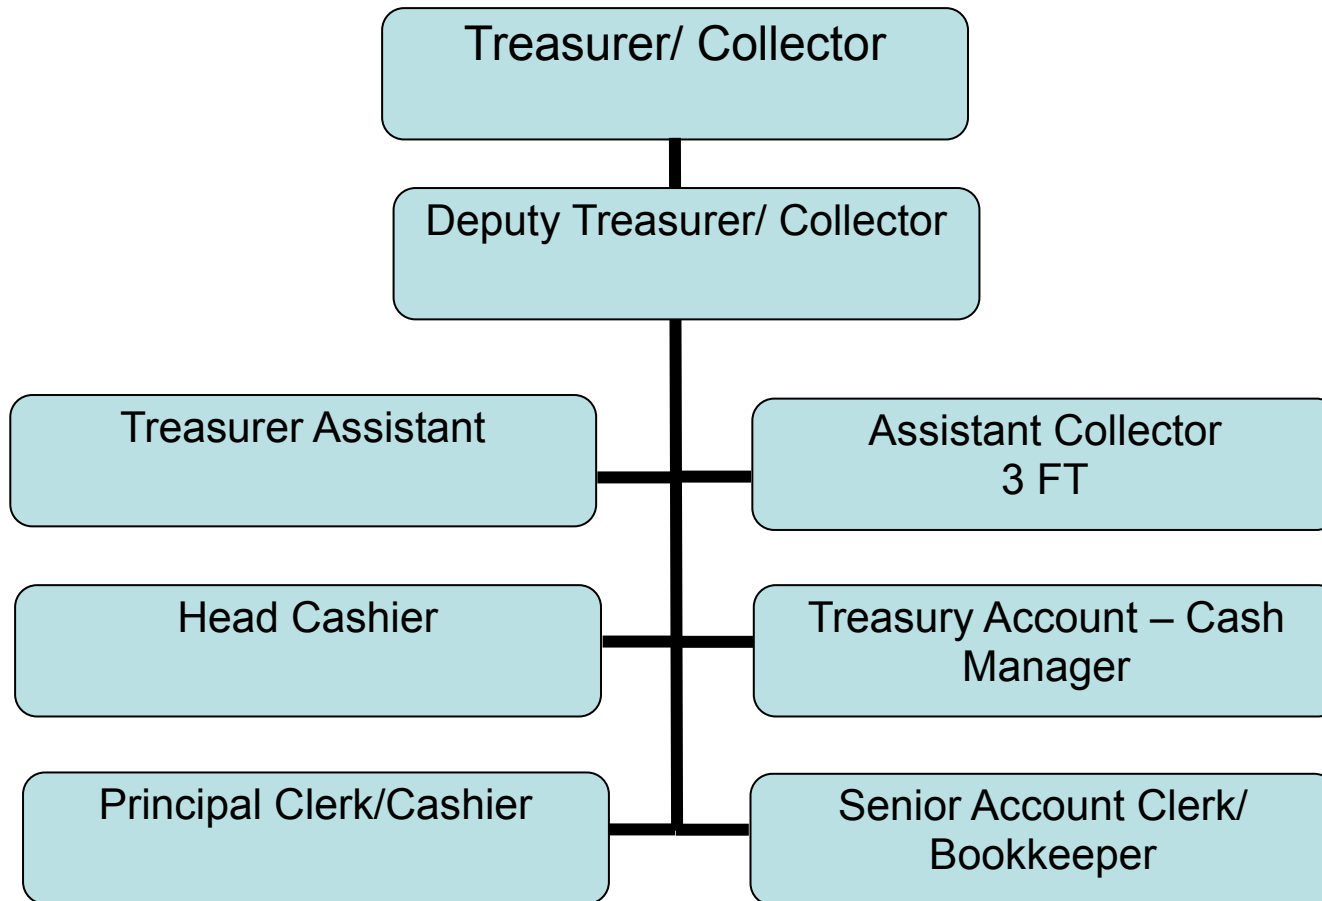 Treasurer/ Collector
Deputy Treasurer/ Collector
Treasurer Assistant
Assistant Collector
3 FT
Head Cashier
Treasury Account – Cash
Manager
Principal Clerk/Cashier
Senior Account Clerk/
Bookkeeper